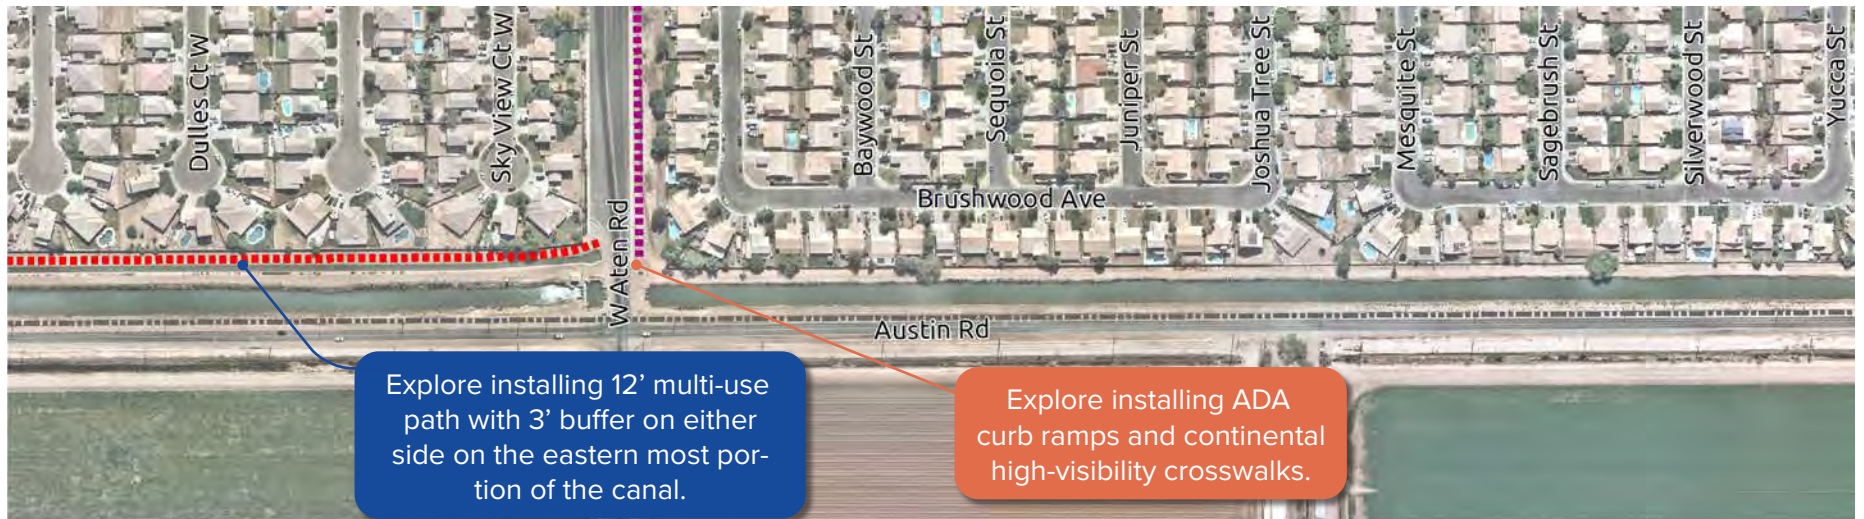 Dulles Ct W
Sky View Ct W
W Aten Rd
Baywood St
Sequoia St
Juniper St
Joshua Tree St
Mesquite St
Sagebrush St
Silverwood St
Yucca St
Brushwood Ave
Austin Rd
Explore installing 12’ multi-use
path with 3’ buffer on either
side on the eastern most por-
tion of the canal.
Explore installing ADA
curb ramps and continental
high-visibility crosswalks.